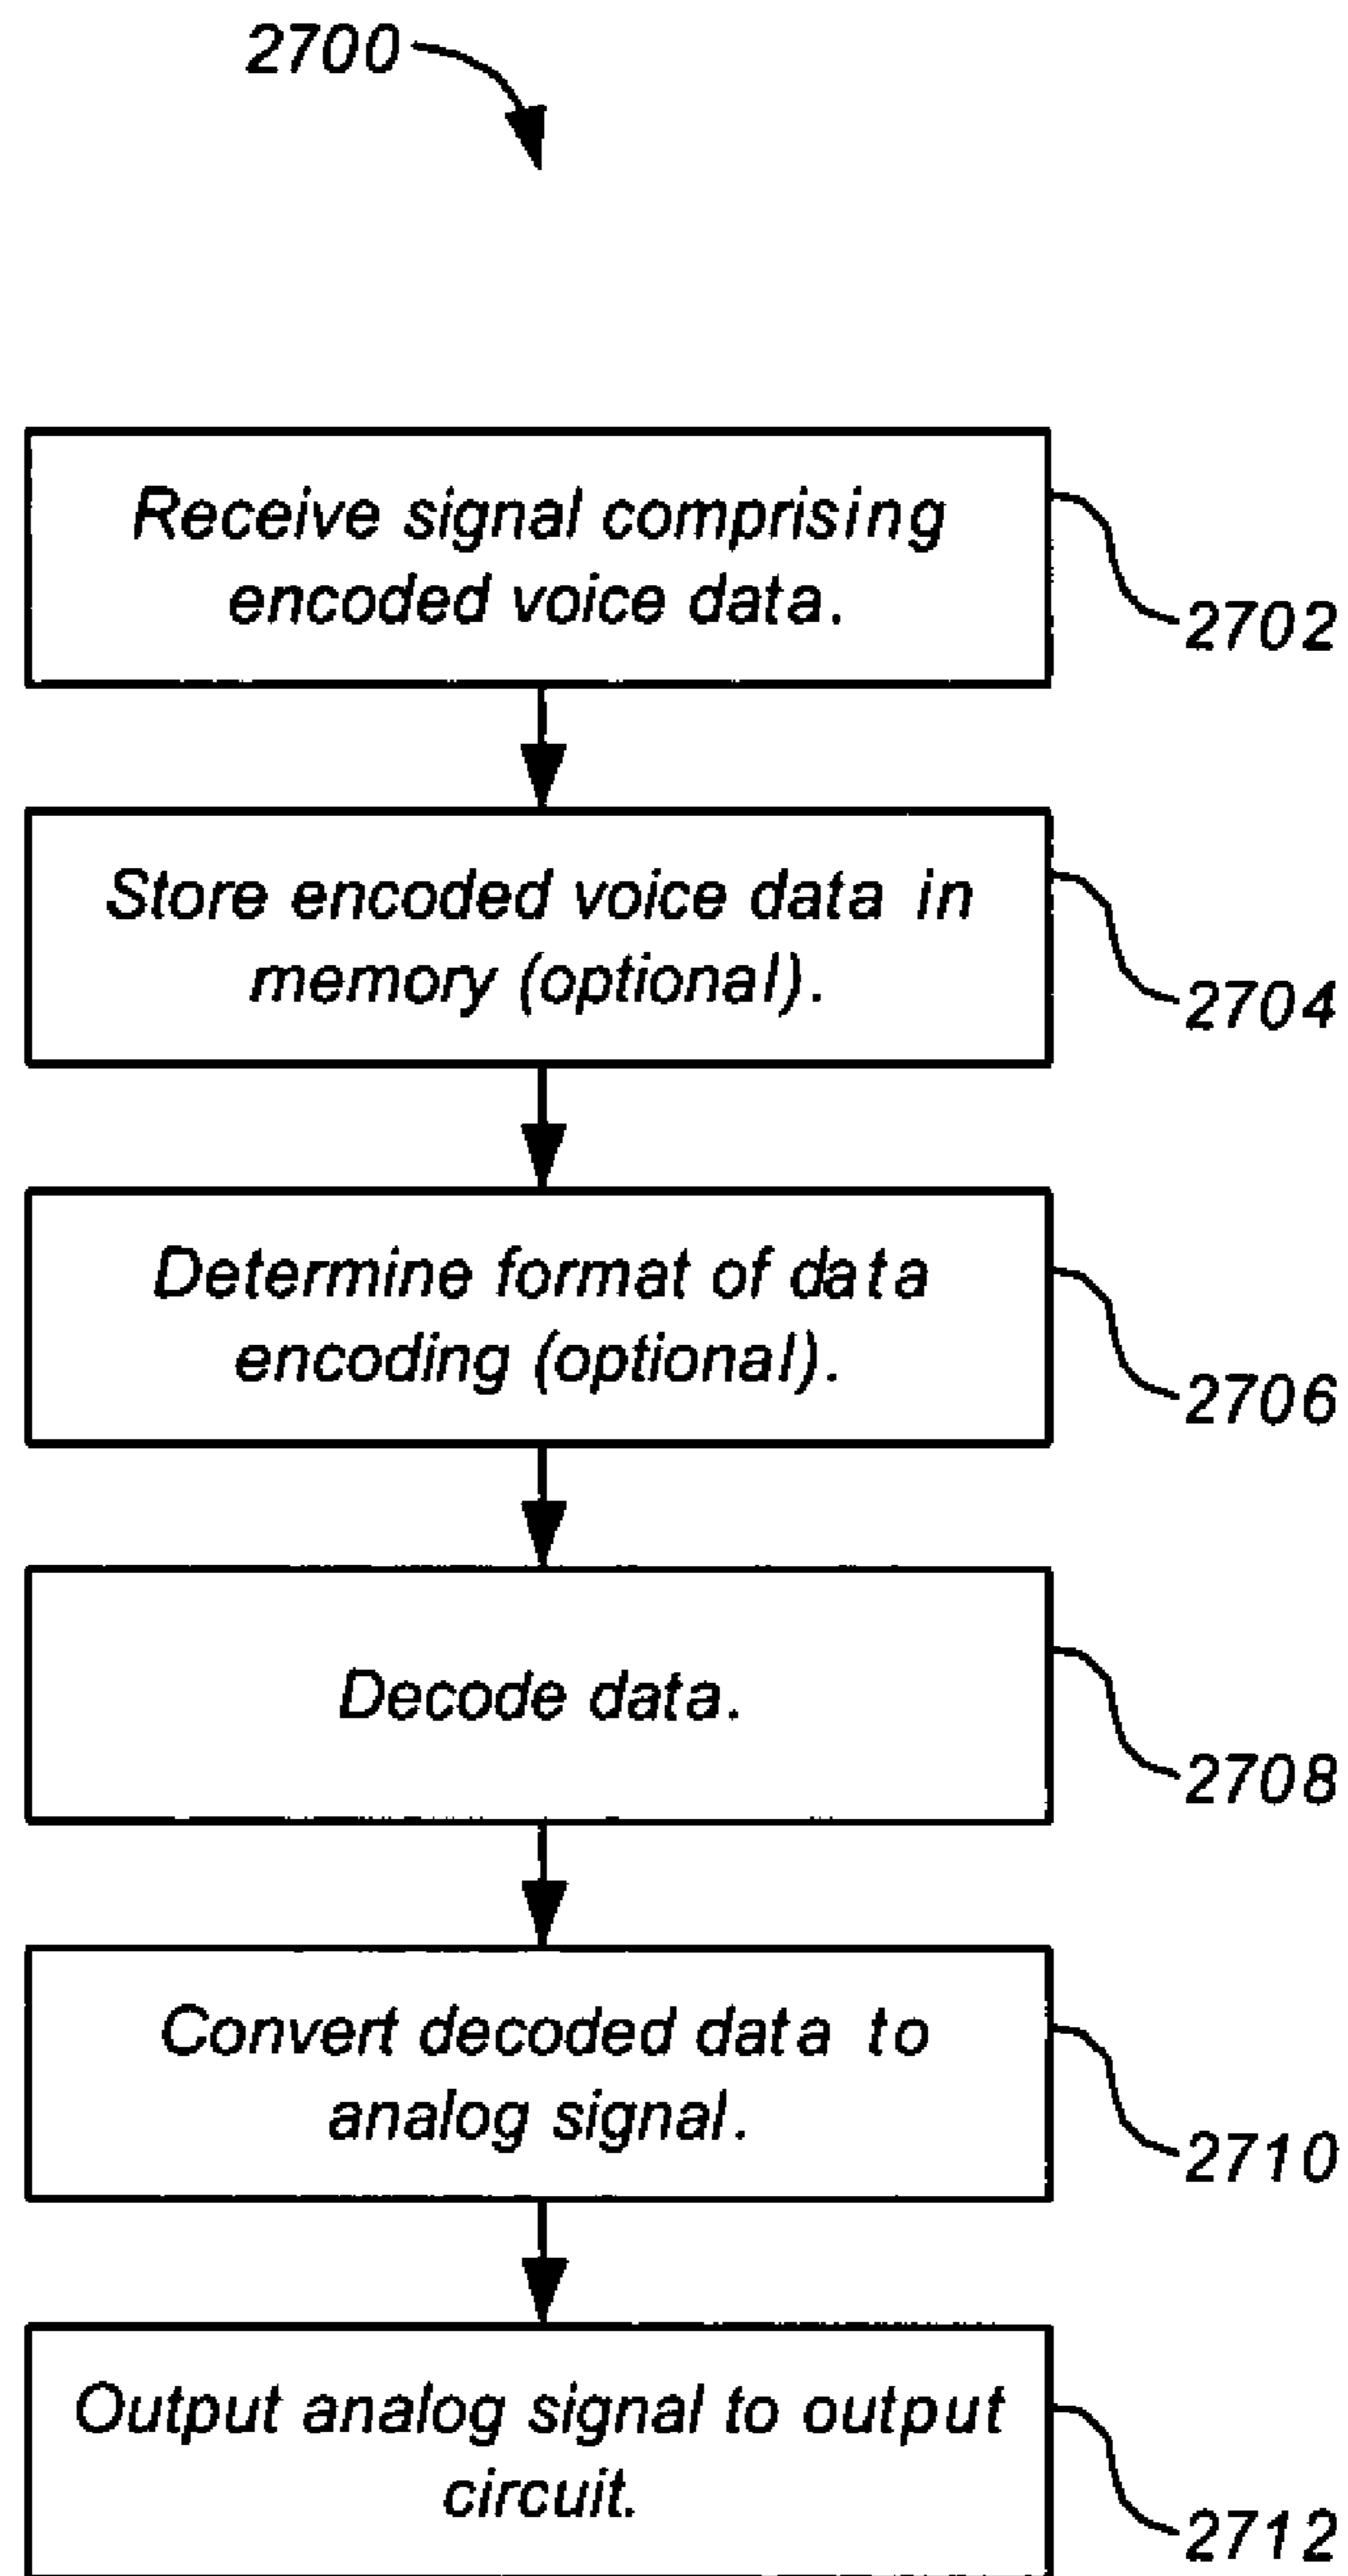 2700
Receive signal comprising
encoded voice data.
2702
Store encoded voice data in
memory (optional).
2704
Determine format of data
encoding (optional).
2706
Decode data.
2708
Convert decoded data to
analog signal.
2710
Output analog signal to output
circuit.
2712